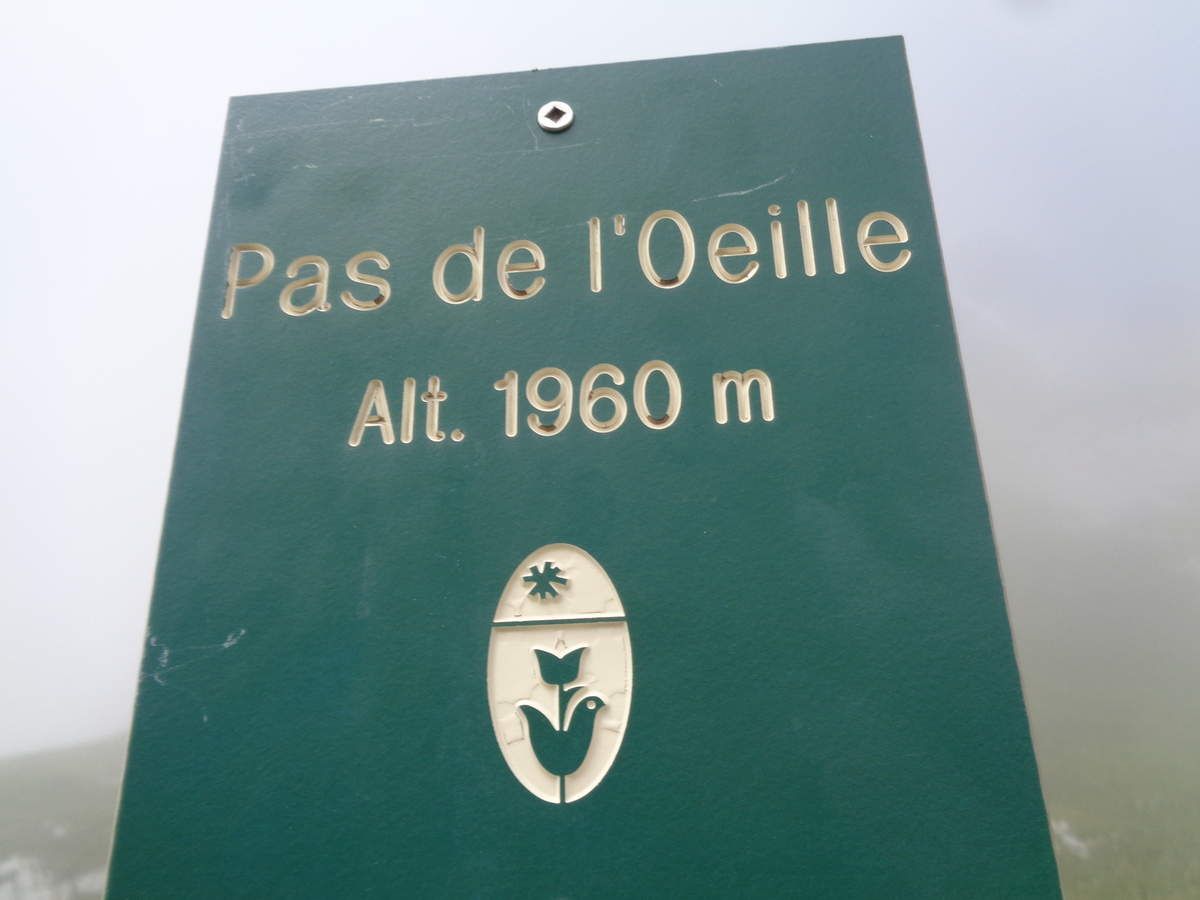 Pas de l'Oeille
Alt. 1960 m